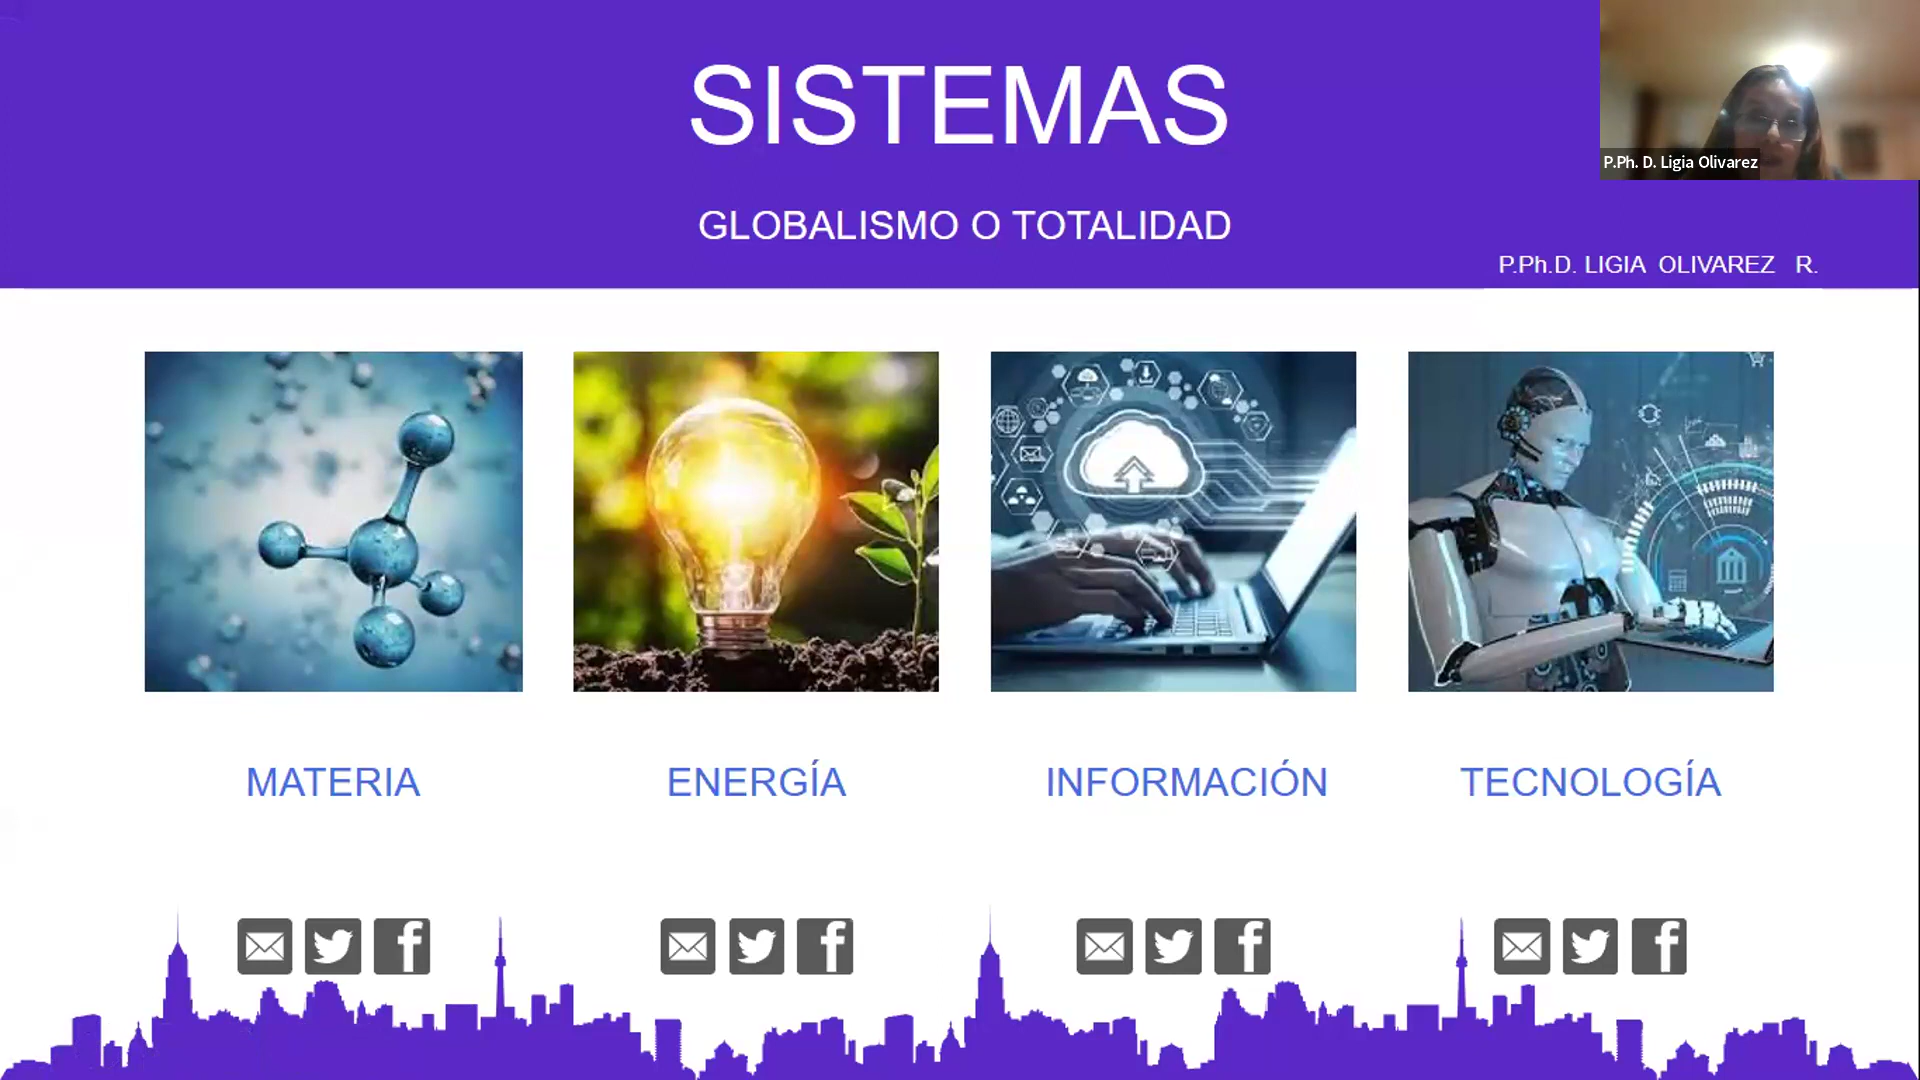 SISTEMAS
GLOBALISMO O TOTALIDAD
P.Ph. D. Ligia Olivarez
P.Ph.D. LIGIA OLIVAREZ R.
MATERIA
ENERGÍA
INFORMACIÓN
TECNOLOGÍA